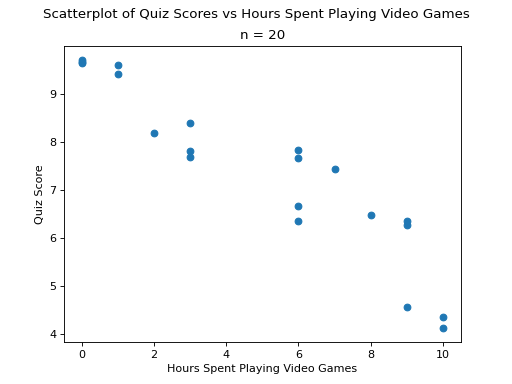 Scatterplot of Quiz Scores vs Hours Spent Playing Video Games
n = 20
9
8
7
6
5
4
Quiz Score
0 2 4 6 8 10
Hours Spent Playing Video Games